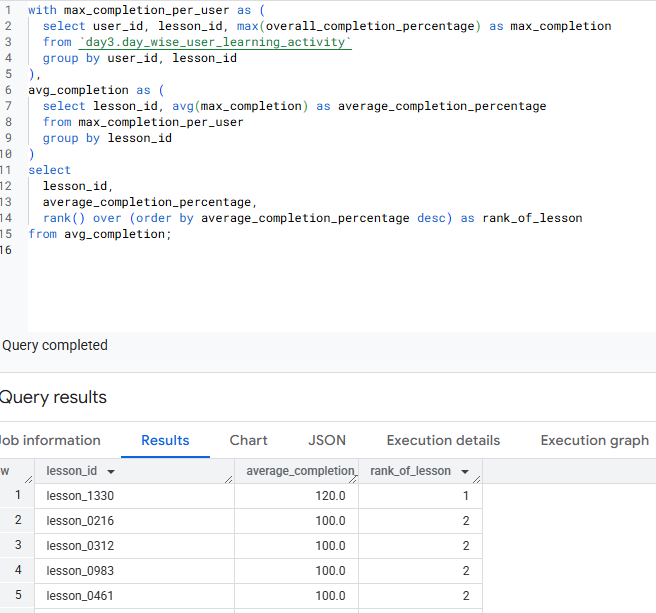 1 with max_completion_per_user as (
2 select user_id, lesson_id, max(overall_completion_percentage) as max_completion
3 from `day3.day_wise_user_learning_activity`
4 group by user_id, lesson_id
5 ),
6 avg_completion as (
7 select lesson_id, avg(max_completion) as average_completion_percentage
8 from max_completion_per_user
9 group by lesson_id
10 )
11 select
12 lesson_id,
13 average_completion_percentage,
14 rank() over (order by average_completion_percentage desc) as rank_of_lesson
15 from avg_completion;
16
Query completed
Query results
Job information Results Chart JSON Execution details Execution graph
w lesson_id average_completion_ rank_of_lesson
1 lesson_1330 120.0 1
2 lesson_0216 100.0 2
3 lesson_0312 100.0 2
4 lesson_0983 100.0 2
5 lesson_0461 100.0 2